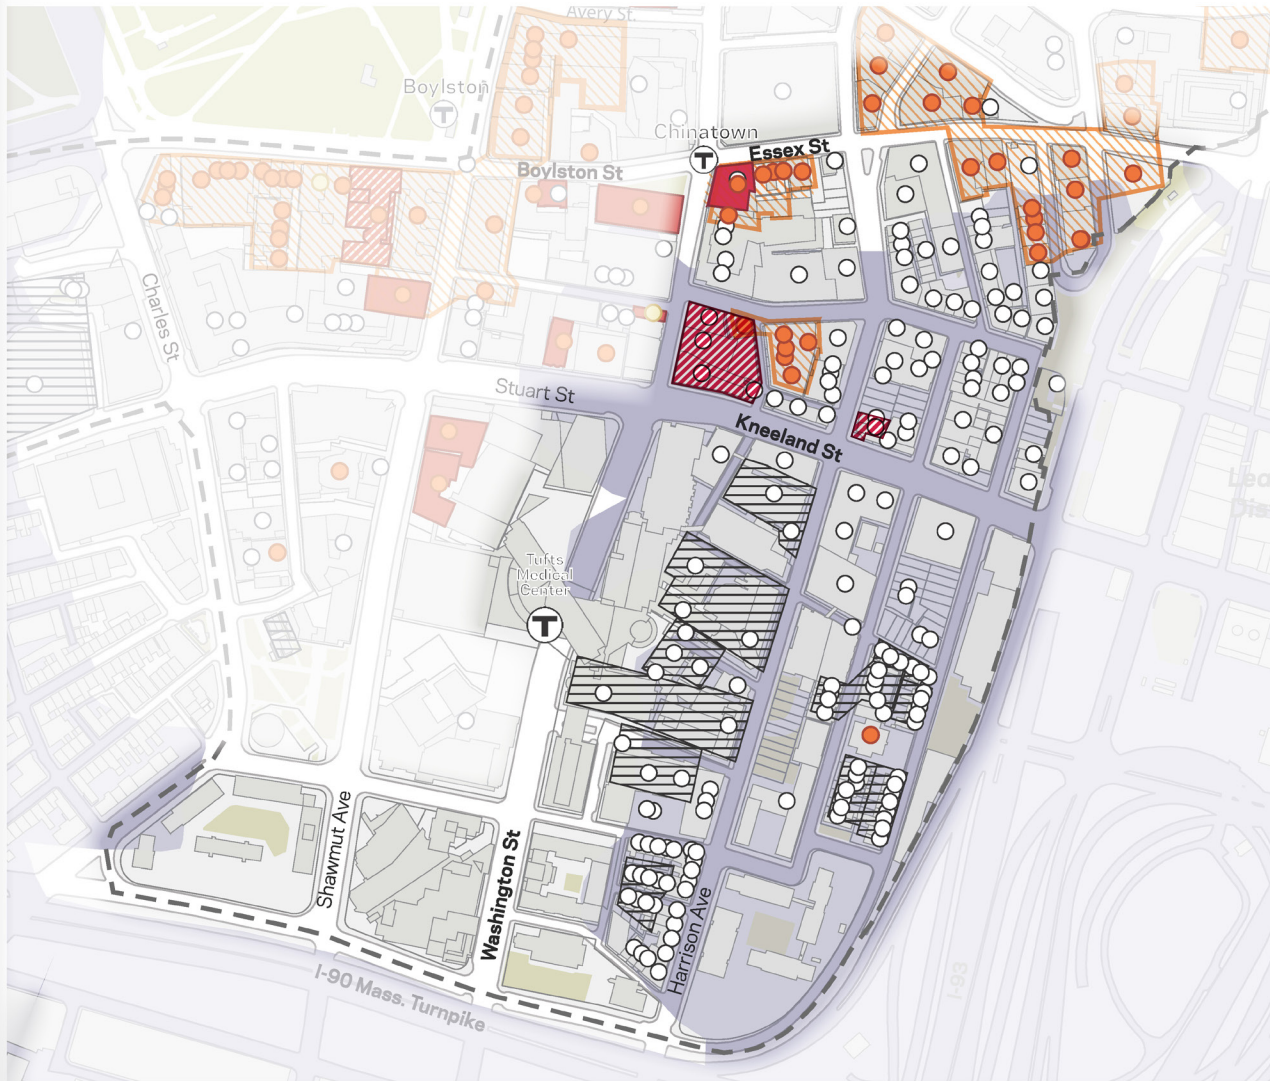 Avery St.
Boylston
T
Chinatown
T
Essex St
Boylston St
Charles St
Stuart St
Kneeland St
Tufts
Medical
Center
T
Shawmut Ave
Washington St
Harrison Ave
I-90 Mass. Turnpike
I-93